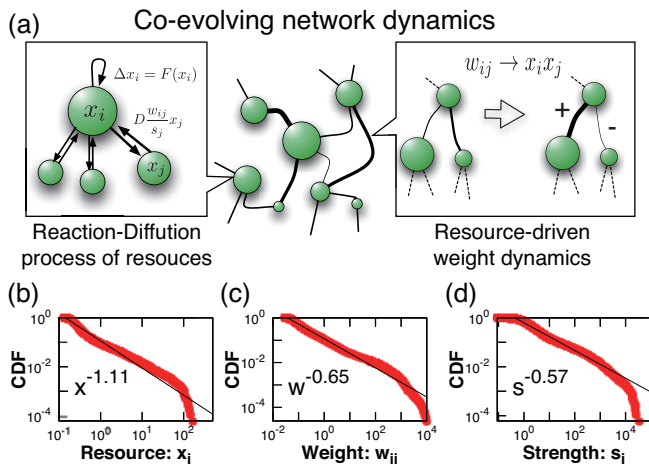 (a) Co-evolving network dynamics
Δx_i = F(x_i)
D w_ij/s_j x_j
x_i
x_j
w_ij → x_i x_j
+
-
Reaction-Diffution
process of resouces
Resource-driven
weight dynamics
(b) (c) (d)
CDF
10^0
10^-2
10^-4
x^-1.11
10^-1 10^0 10^1 10^2
Resource: x_i
CDF
10^0
10^-2
10^-4
w^-0.65
10^-2 10^0 10^2 10^4
Weight: w_ij
CDF
10^0
10^-2
10^-4
s^-0.57
10^0 10^2 10^4
Strength: s_i